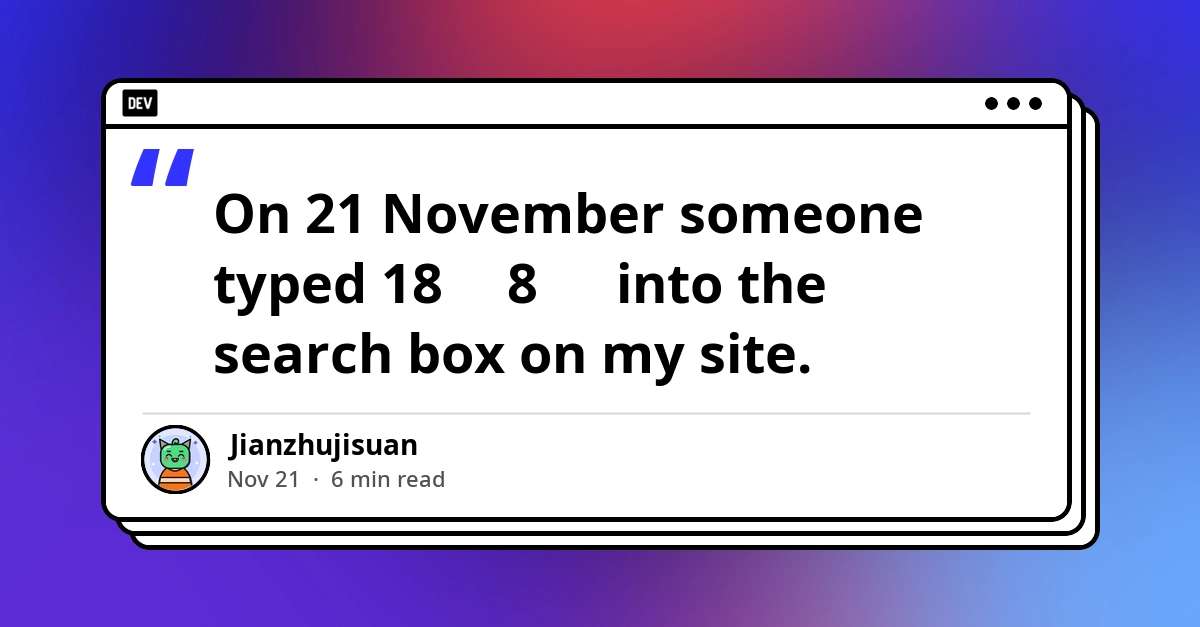 DEV
On 21 November someone
typed 18 8 into the
search box on my site.
Jianzhujisuan
Nov 21 · 6 min read